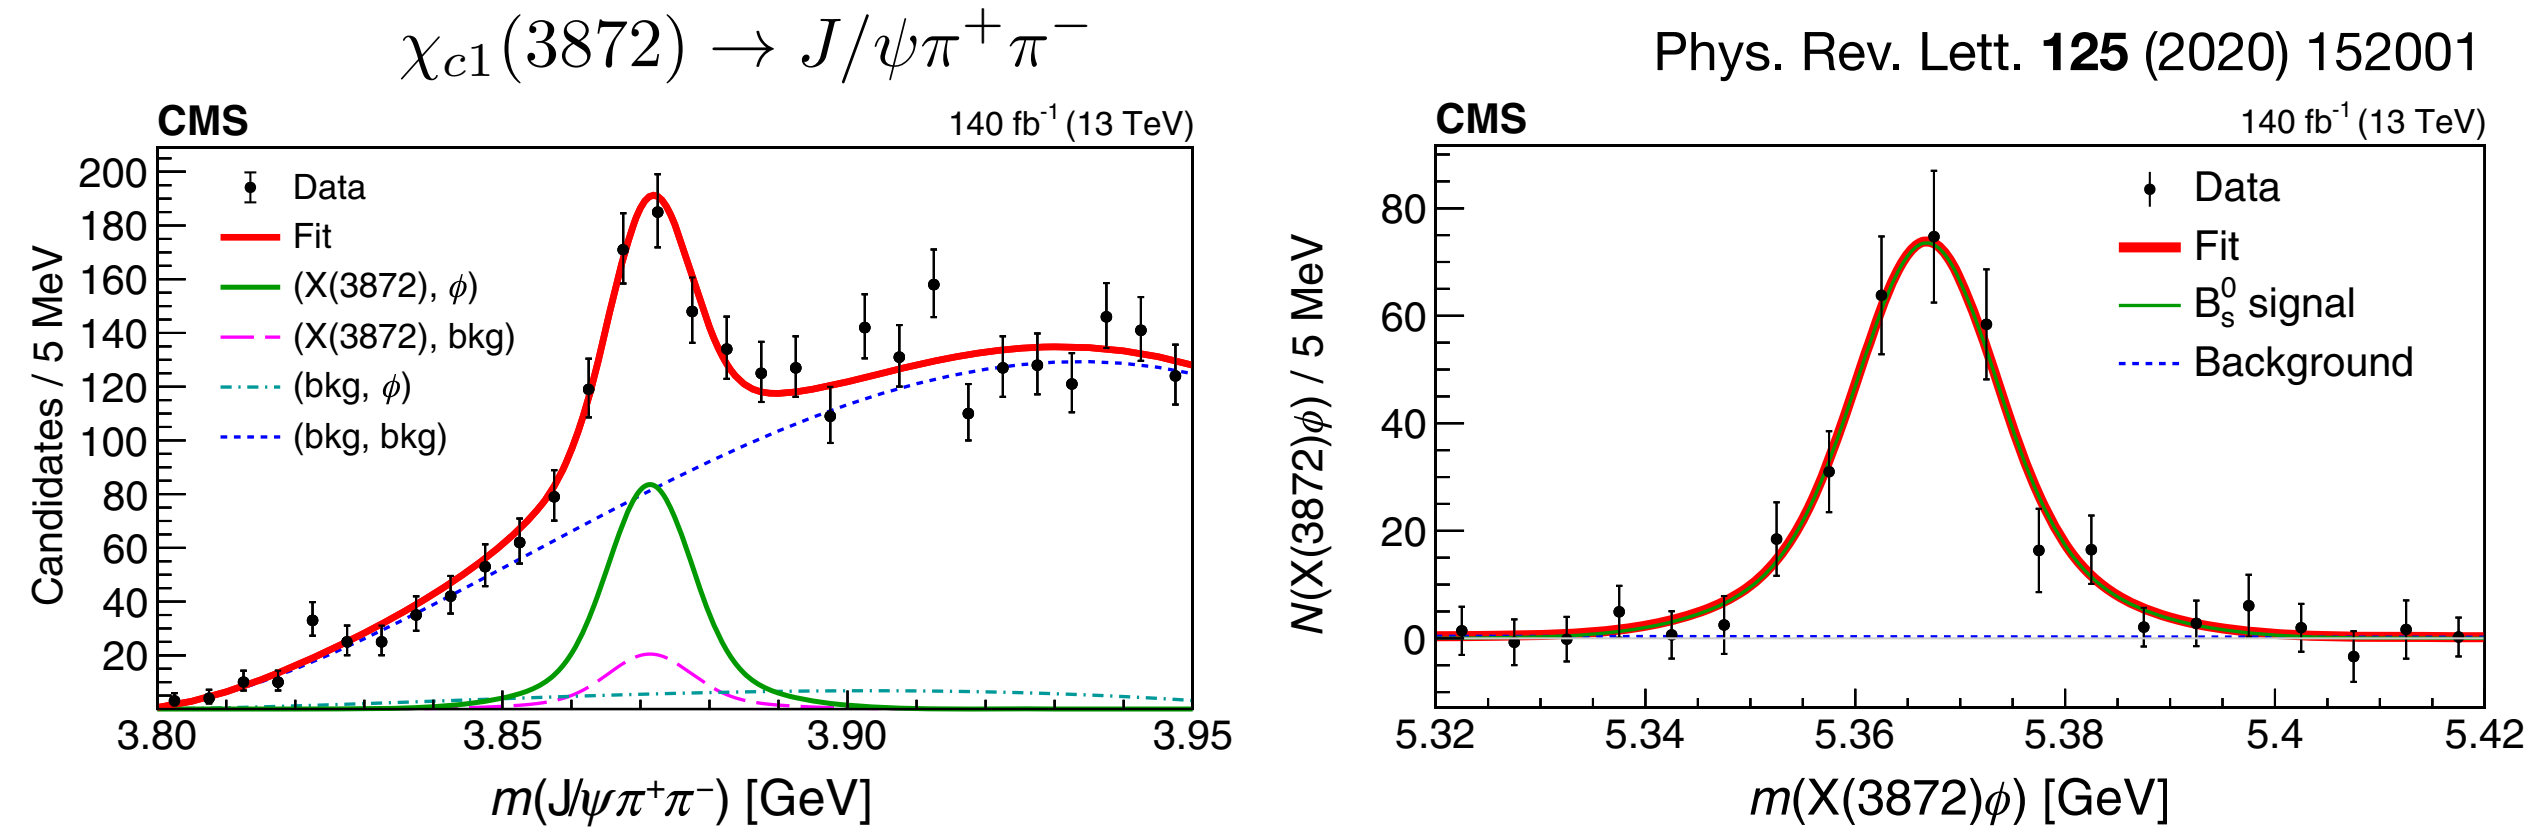 χc1(3872) → J/ψπ+π−
Phys. Rev. Lett. 125 (2020) 152001
CMS
140 fb-1 (13 TeV)
Candidates / 5 MeV
200
180
160
140
120
100
80
60
40
20
Data
Fit
(X(3872), ϕ)
(X(3872), bkg)
(bkg, ϕ)
(bkg, bkg)
3.80 3.85 3.90 3.95
m(J/ψπ+π−) [GeV]
CMS
140 fb-1 (13 TeV)
N(X(3872)ϕ) / 5 MeV
80
60
40
20
0
Data
Fit
B0s signal
Background
5.32 5.34 5.36 5.38 5.4 5.42
m(X(3872)ϕ) [GeV]